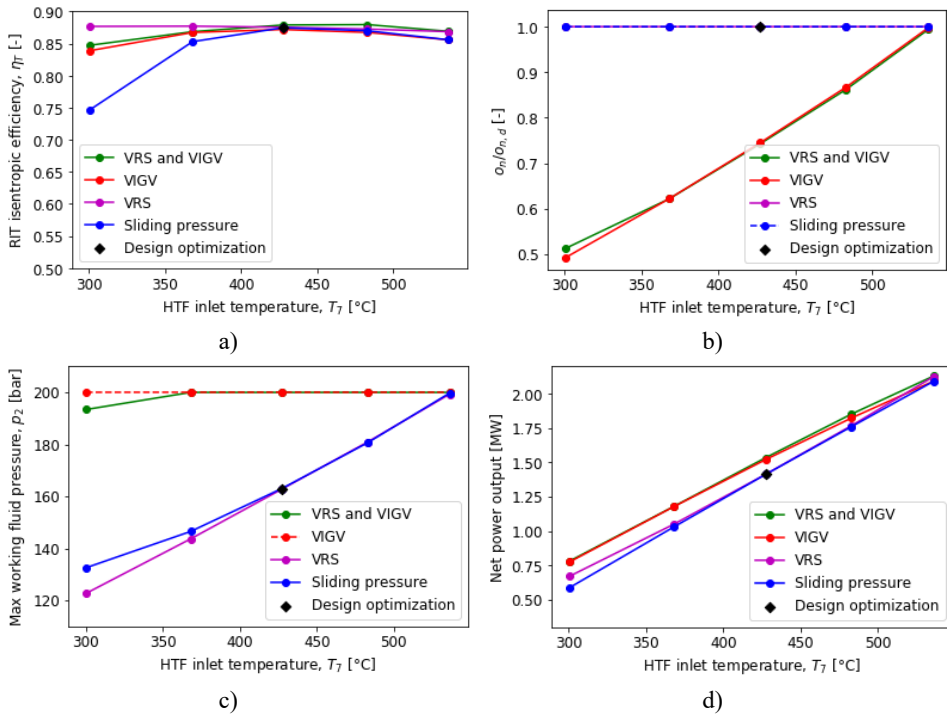 RIT isentropic efficiency, ηT [-]
0.90
0.85
0.80
0.75
0.70
0.65
0.60
0.55
0.50
VRS and VIGV
VIGV
VRS
Sliding pressure
Design optimization
300 350 400 450 500
HTF inlet temperature, T7 [°C]
a)
on/on, d [-]
1.0
0.9
0.8
0.7
0.6
0.5
VRS and VIGV
VIGV
VRS
Sliding pressure
Design optimization
300 350 400 450 500
HTF inlet temperature, T7 [°C]
b)
Max working fluid pressure, p2 [bar]
200
180
160
140
120
VRS and VIGV
VIGV
VRS
Sliding pressure
Design optimization
300 350 400 450 500
HTF inlet temperature, T7 [°C]
c)
Net power output [MW]
2.00
1.75
1.50
1.25
1.00
0.75
0.50
VRS and VIGV
VIGV
VRS
Sliding pressure
Design optimization
300 350 400 450 500
HTF inlet temperature, T7 [°C]
d)